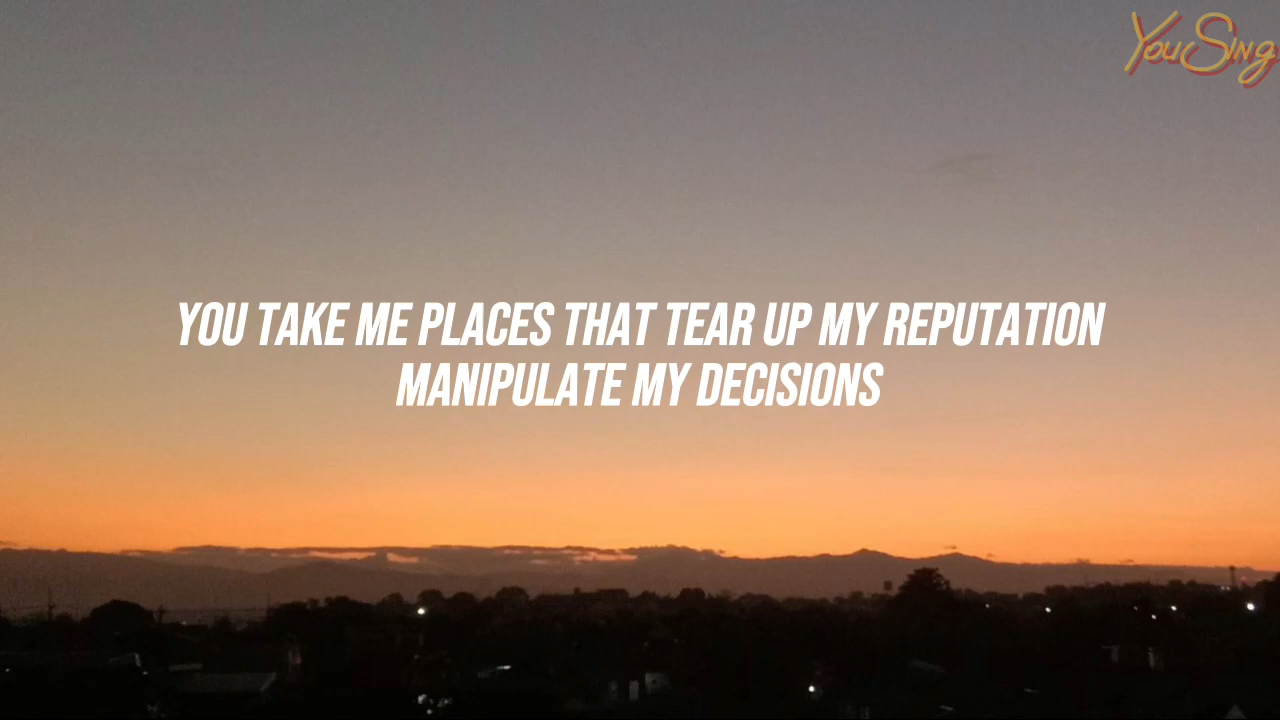 YouSing
YOU TAKE ME PLACES THAT TEAR UP MY REPUTATION
MANIPULATE MY DECISIONS